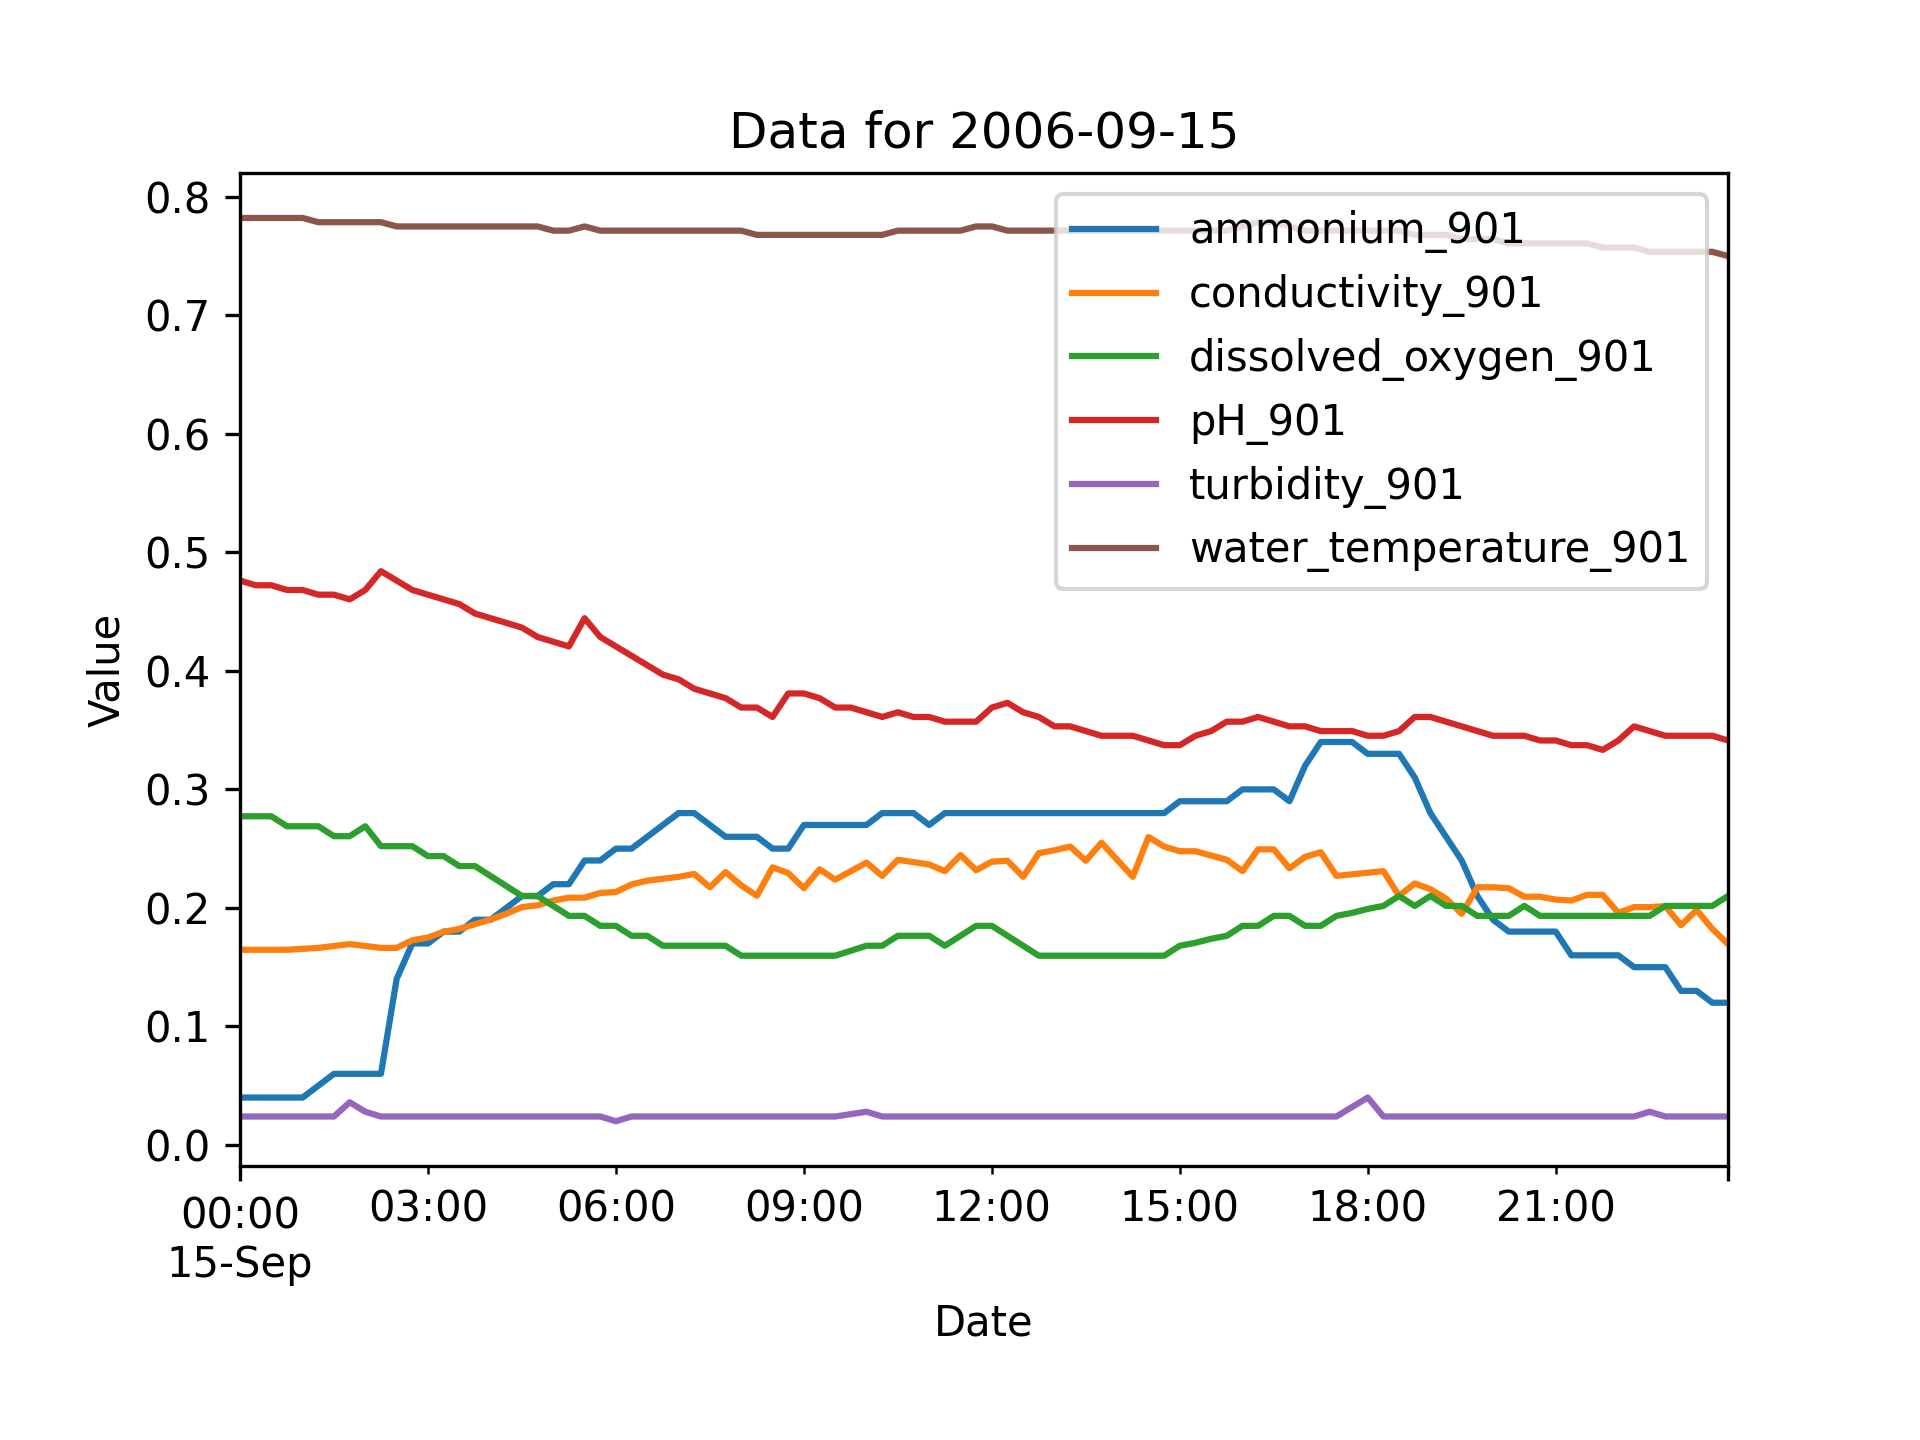 Data for 2006-09-15
ammonium_901
conductivity_901
dissolved_oxygen_901
pH_901
turbidity_901
water_temperature_901
Value
0.8
0.7
0.6
0.5
0.4
0.3
0.2
0.1
0.0
00:00 03:00 06:00 09:00 12:00 15:00 18:00 21:00
15-Sep
Date